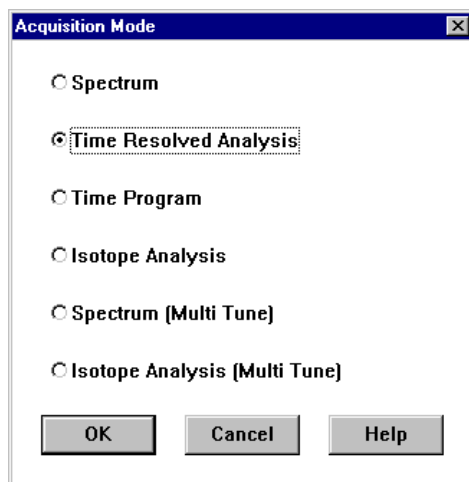 Acquisition Mode
Spectrum
Time Resolved Analysis
Time Program
Isotope Analysis
Spectrum (Multi Tune)
Isotope Analysis (Multi Tune)
OK Cancel Help